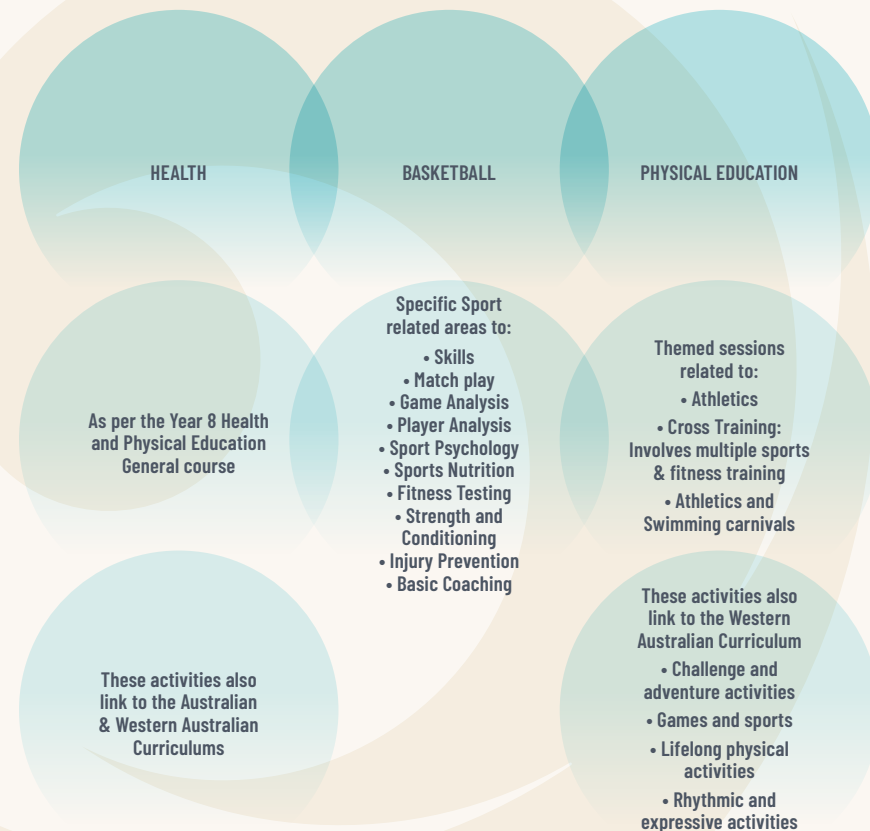 HEALTH
BASKETBALL
PHYSICAL EDUCATION
As per the Year 8 Health
and Physical Education
General course
Specific Sport
related areas to:
• Skills
• Match play
• Game Analysis
• Player Analysis
• Sport Psychology
• Sports Nutrition
• Fitness Testing
• Strength and
Conditioning
• Injury Prevention
• Basic Coaching
Themed sessions
related to:
• Athletics
• Cross Training:
Involves multiple sports
& fitness training
• Athletics and
Swimming carnivals
These activities also
link to the Australian
& Western Australian
Curriculums
These activities also
link to the Western
Australian Curriculum
• Challenge and
adventure activities
• Games and sports
• Lifelong physical
activities
• Rhythmic and
expressive activities